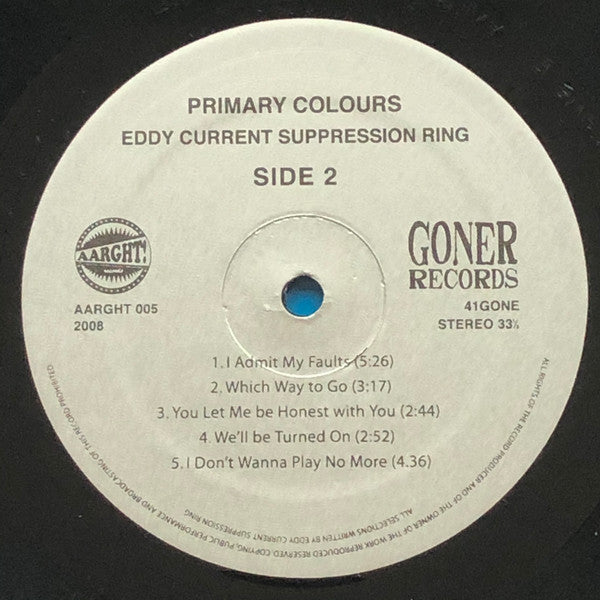 PRIMARY COLOURS
EDDY CURRENT SUPPRESSION RING
SIDE 2
AARGHT!
RECORDS
AARGHT 005
2008
GONER
RECORDS
41GONE
STEREO 33⅓
1. I Admit My Faults (5:26)
2. Which Way to Go (3:17)
3. You Let Me be Honest with You (2:44)
4. We'll be Turned On (2:52)
5. I Don't Wanna Play No More (4.36)
ALL RIGHTS OF THE RECORD PRODUCER AND OF THE OWNER OF THE WORK REPRODUCED RESERVED. COPYING, PUBLIC PERFORMANCE AND BROADCASTING OF THIS RECORD PROHIBITED
ALL SELECTIONS WRITTEN BY EDDY CURRENT SUPPRESSION RING